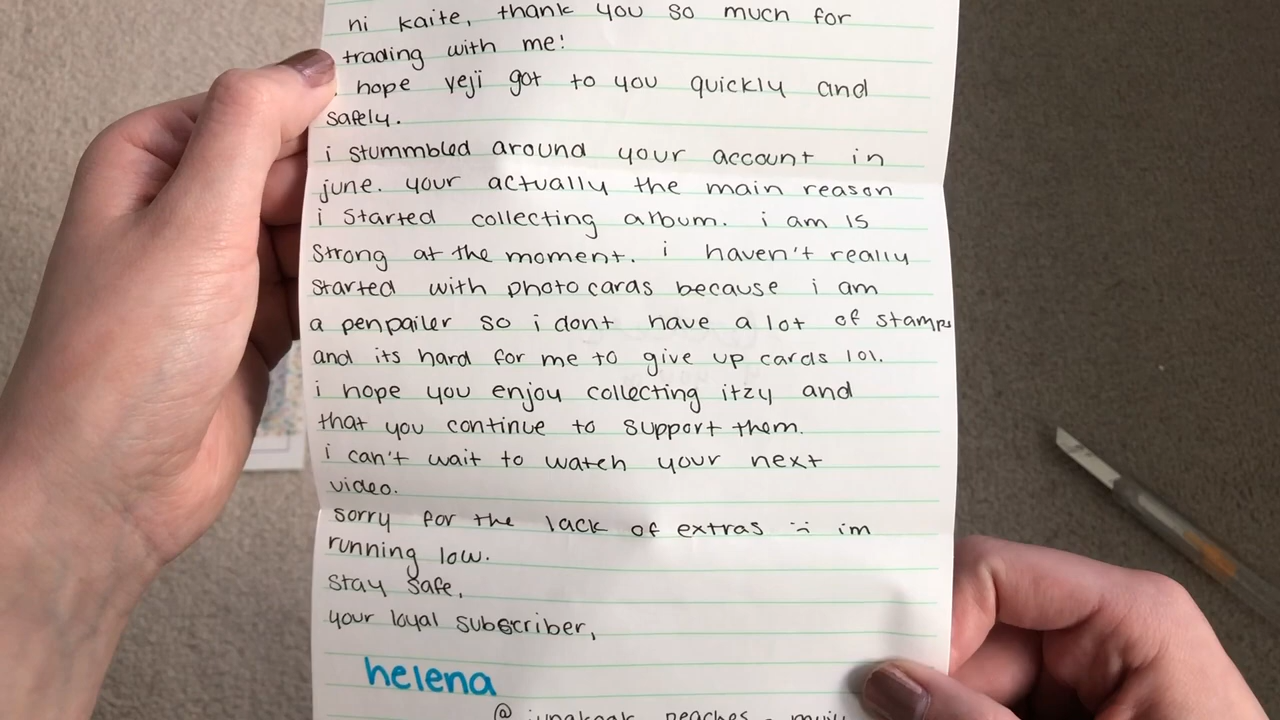 hi kaite, thank you so much for
trading with me!
hope yeji got to you quickly and
safely.
i stummbled around your account in
june. your actually the main reason
i started collecting album. i am 15
strong at the moment. i haven't really
started with photocards because i am
a penpailer so i dont have a lot of stamps
and its hard for me to give up cards lol.
i hope you enjoy collecting itzy and
that you continue to support them.
i can't wait to watch your next
video.
sorry for the lack of extras :( im
running low.
stay safe,
your loyal subscriber,
helena
@